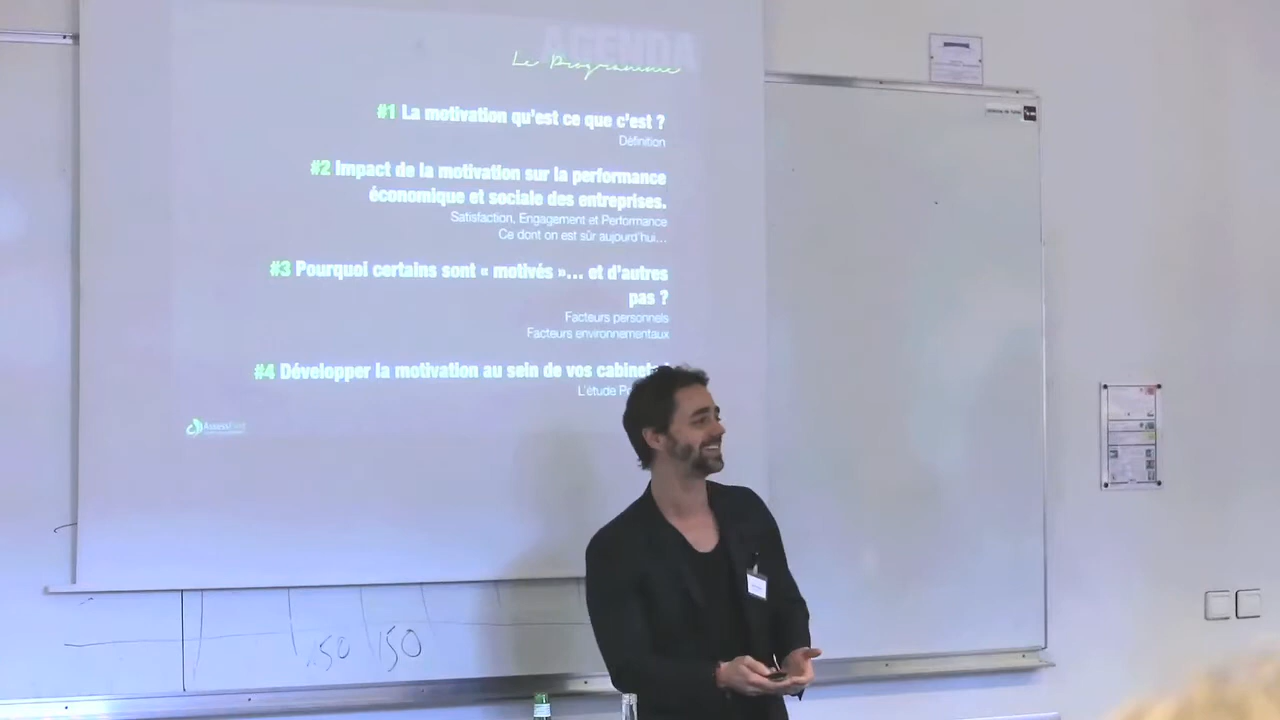 AGENDA
Le Programme
#1 La motivation qu'est ce que c'est ?
Définition
#2 Impact de la motivation sur la performance
économique et sociale des entreprises.
Satisfaction, Engagement et Performance
Ce dont on est sûr aujourd'hui...
#3 Pourquoi certains sont « motivés »... et d'autres
pas ?
Facteurs personnels
Facteurs environnementaux
#4 Développer la motivation au sein de vos
L'étude
AssessFirst
50 150